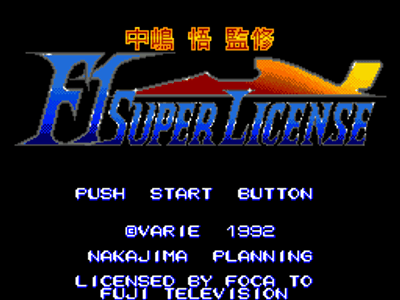 中嶋 悟 監修
F1 SUPER LICENSE
PUSH START BUTTON
©VARIE 1992
NAKAJIMA PLANNING
LICENSED BY FOCA TO
FUJI TELEVISION